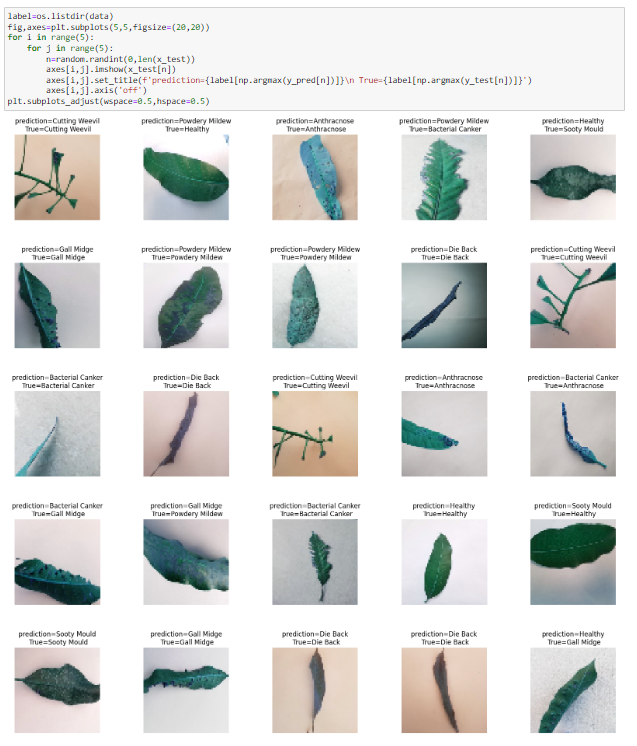 label=os.listdir(data)
fig,axes=plt.subplots(5,5,figsize=(20,20))
for i in range(5):
    for j in range(5):
        n=random.randint(0,len(x_test))
        axes[i,j].imshow(x_test[n])
        axes[i,j].set_title(f'prediction={label[np.argmax(y_pred[n])]}\n True={label[np.argmax(y_test[n])]}')
        axes[i,j].axis('off')
plt.subplots_adjust(wspace=0.5,hspace=0.5)
prediction=Cutting Weevil
True=Cutting Weevil
prediction=Powdery Mildew
True=Healthy
prediction=Anthracnose
True=Anthracnose
prediction=Powdery Mildew
True=Bacterial Canker
prediction=Healthy
True=Sooty Mould
prediction=Gall Midge
True=Gall Midge
prediction=Powdery Mildew
True=Powdery Mildew
prediction=Powdery Mildew
True=Powdery Mildew
prediction=Die Back
True=Die Back
prediction=Cutting Weevil
True=Cutting Weevil
prediction=Bacterial Canker
True=Bacterial Canker
prediction=Die Back
True=Die Back
prediction=Cutting Weevil
True=Cutting Weevil
prediction=Anthracnose
True=Anthracnose
prediction=Bacterial Canker
True=Anthracnose
prediction=Bacterial Canker
True=Gall Midge
prediction=Gall Midge
True=Powdery Mildew
prediction=Bacterial Canker
True=Bacterial Canker
prediction=Healthy
True=Healthy
prediction=Sooty Mould
True=Healthy
prediction=Sooty Mould
True=Sooty Mould
prediction=Gall Midge
True=Gall Midge
prediction=Die Back
True=Die Back
prediction=Die Back
True=Die Back
prediction=Healthy
True=Gall Midge